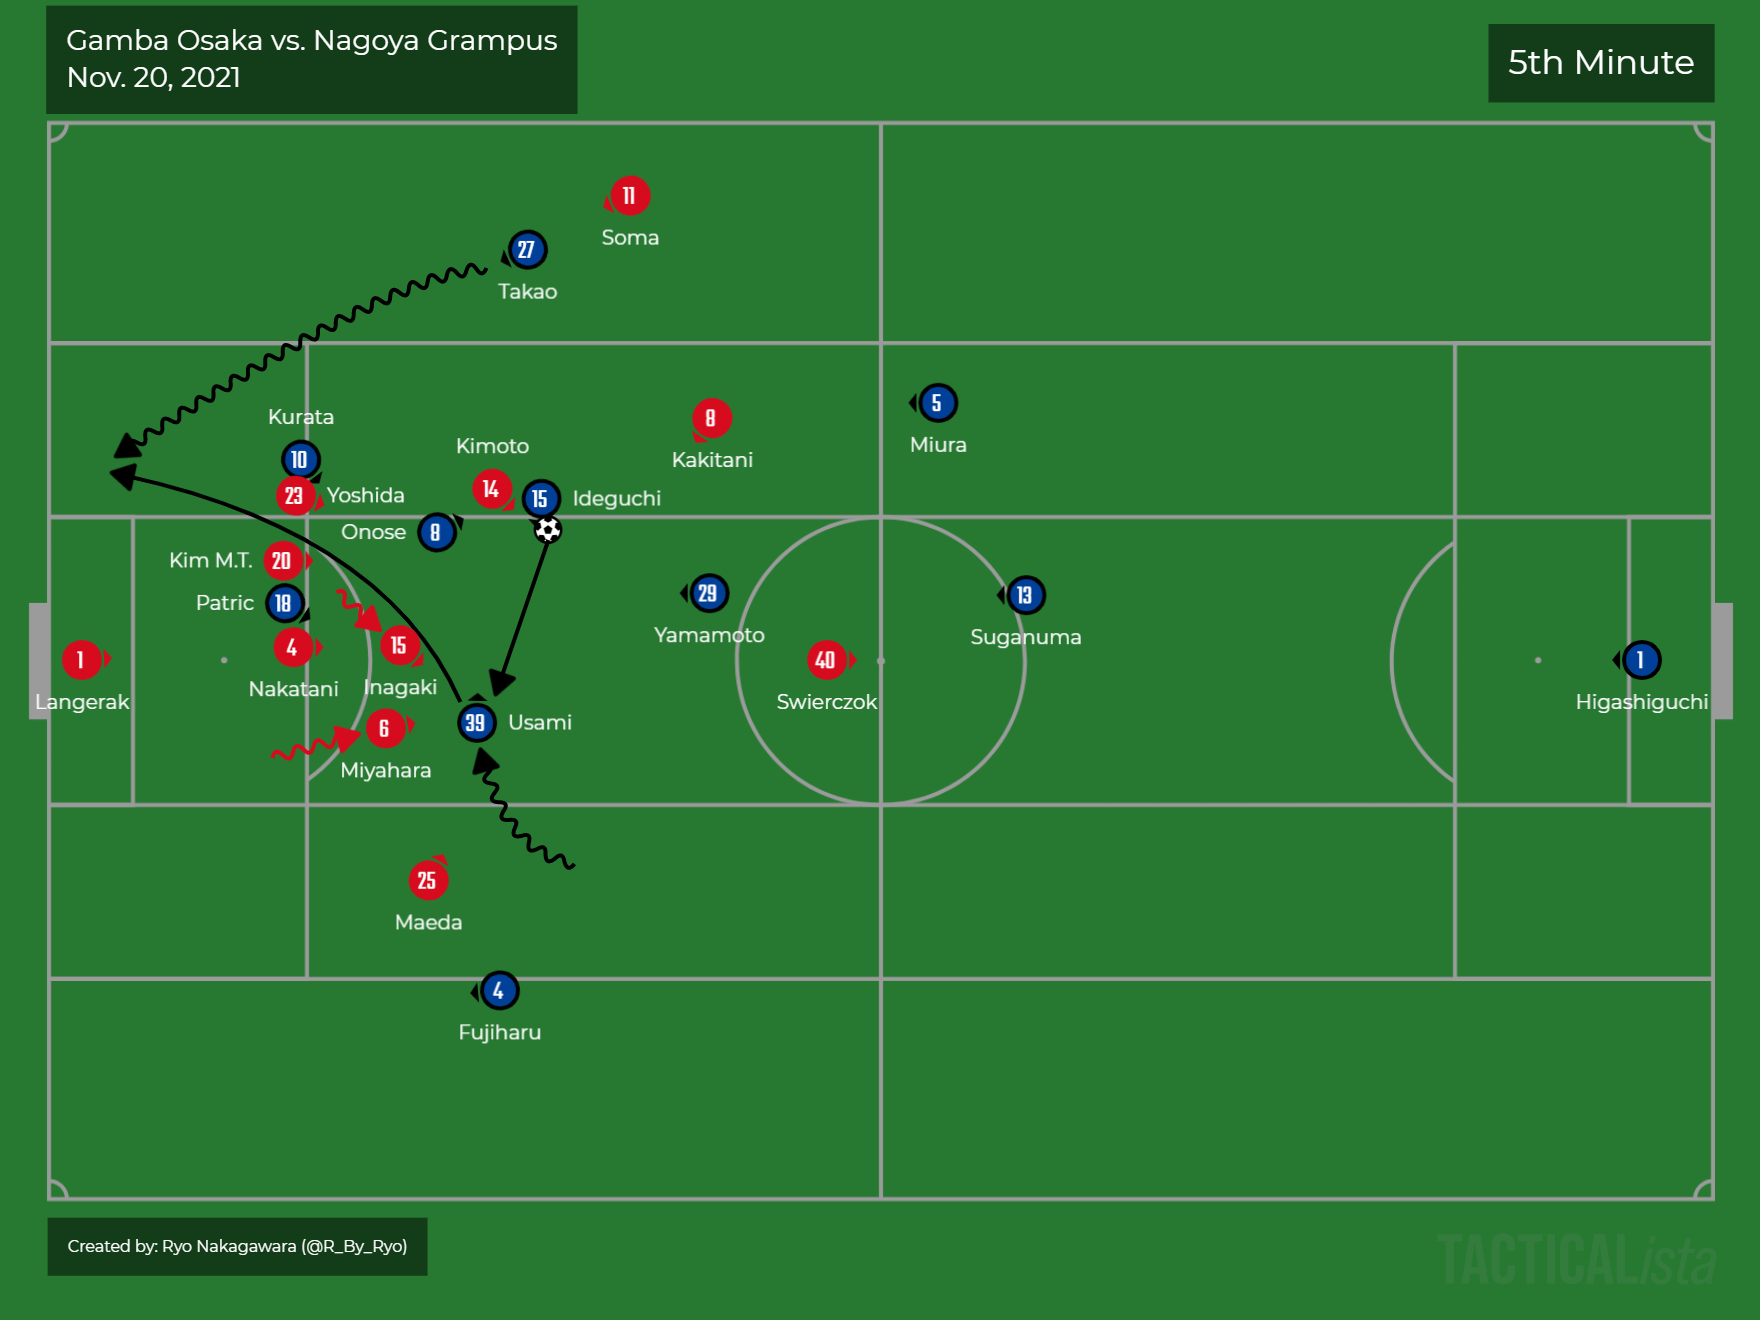 Gamba Osaka vs. Nagoya Grampus
Nov. 20, 2021
5th Minute
11
Soma
27
Takao
Kurata
10
23
Yoshida
Kimoto
14
15
Ideguchi
8
Kakitani
5
Miura
Onose
8
Kim M.T.
20
Patric
18
29
Yamamoto
13
Suganuma
1
Langerak
4
Nakatani
15
Inagaki
40
Swierczok
1
Higashiguchi
39
Usami
6
Miyahara
25
Maeda
4
Fujiharu
Created by: Ryo Nakagawara (@R_By_Ryo)
TACTICALista